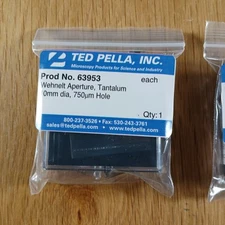 TED PELLA, INC.
Microscopy Products for Science and Industry
Prod No. 63953 each
Wehnelt Aperture, Tantalum
0mm dia, 750µm Hole
Qty: 1
800-237-3526 • Fax: 530-243-3761
sales@tedpella.com www.tedpella.com